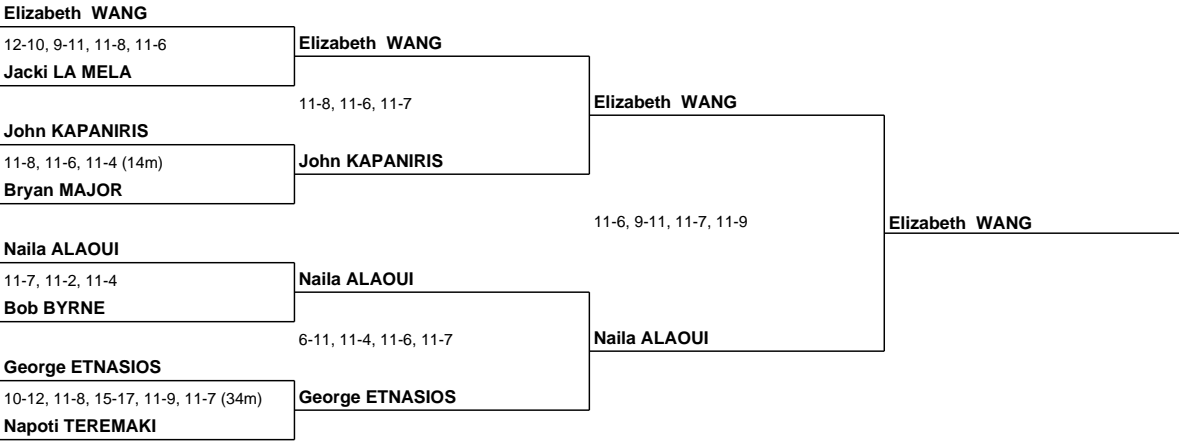 Elizabeth  WANG
12-10, 9-11, 11-8, 11-6
Jacki LA MELA
John KAPANIRIS
11-8, 11-6, 11-4 (14m)
Bryan MAJOR
Naila ALAOUI
11-7, 11-2, 11-4
Bob BYRNE
George ETNASIOS
10-12, 11-8, 15-17, 11-9, 11-7 (34m)
Napoti TEREMAKI
Elizabeth  WANG
11-8, 11-6, 11-7
John KAPANIRIS
Naila ALAOUI
6-11, 11-4, 11-6, 11-7
George ETNASIOS
Elizabeth  WANG
11-6, 9-11, 11-7, 11-9
Naila ALAOUI
Elizabeth  WANG